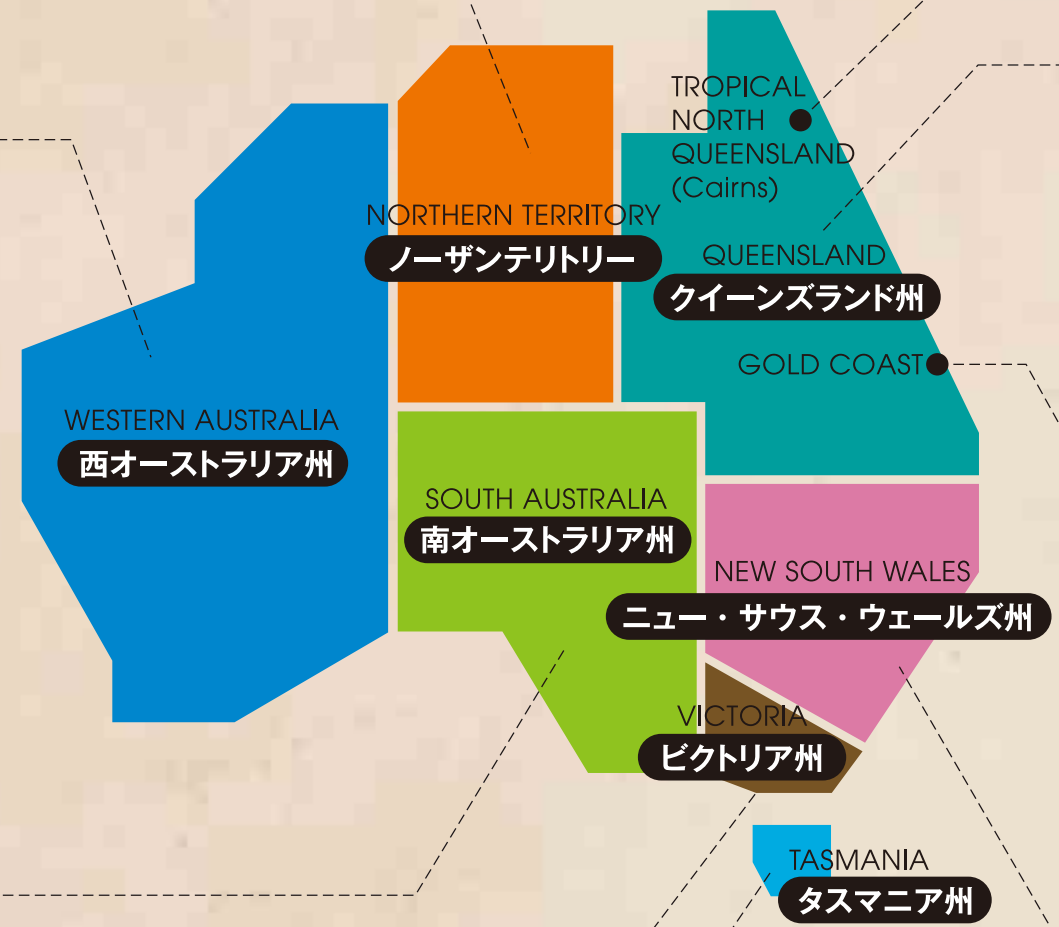 TROPICAL
NORTH
QUEENSLAND
(Cairns)
NORTHERN TERRITORY
ノーザンテリトリー
QUEENSLAND
クイーンズランド州
GOLD COAST
WESTERN AUSTRALIA
西オーストラリア州
SOUTH AUSTRALIA
南オーストラリア州
NEW SOUTH WALES
ニュー・サウス・ウェールズ州
VICTORIA
ビクトリア州
TASMANIA
タスマニア州